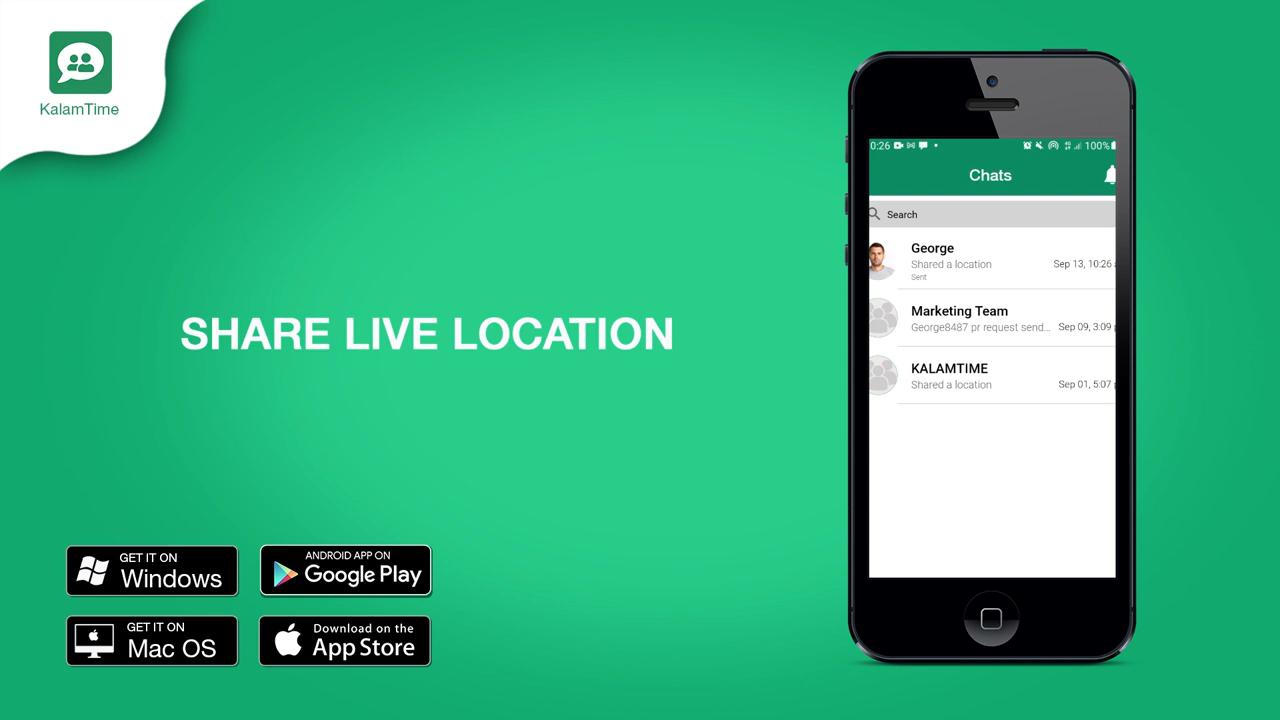 KalamTime
SHARE LIVE LOCATION
GET IT ON
Windows
ANDROID APP ON
Google Play
GET IT ON
Mac OS
Download on the
App Store
0:26
100%
Chats
Search
George
Shared a location
Sep 13, 10:26
Sent
Marketing Team
George8487 pr request send...
Sep 09, 3:09
KALAMTIME
Shared a location
Sep 01, 5:07